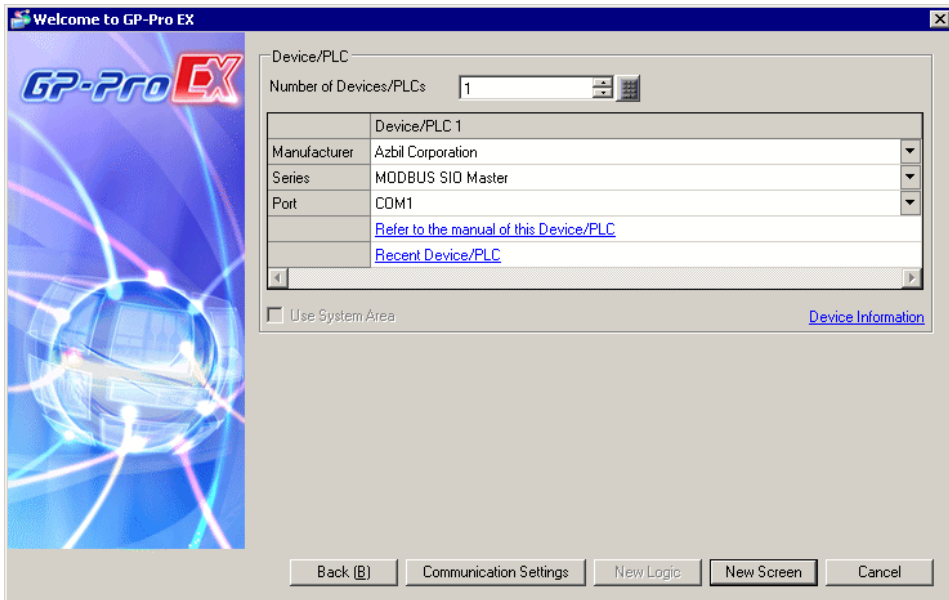 Welcome to GP-Pro EX
GP-Pro EX
Device/PLC
Number of Devices/PLCs 1
Device/PLC 1
Manufacturer Azbil Corporation
Series MODBUS SIO Master
Port COM1
Refer to the manual of this Device/PLC
Recent Device/PLC
Use System Area Device Information
Back (B) Communication Settings New Logic New Screen Cancel